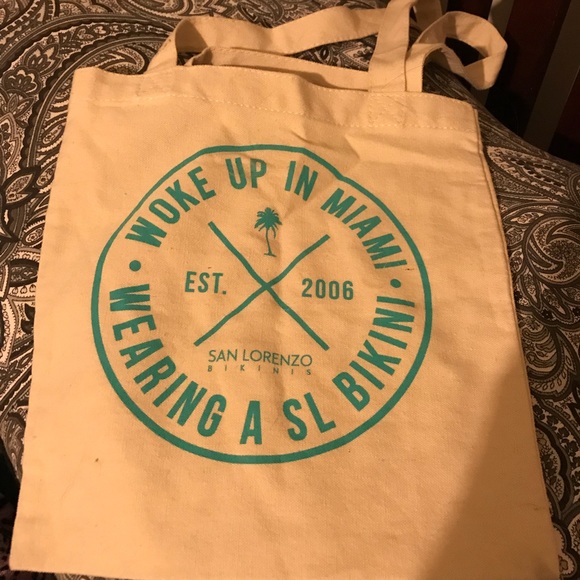 WOKE UP IN MIAMI
EST. 2006
SAN LORENZO
BIKINIS
• WEARING A SL BIKINI •